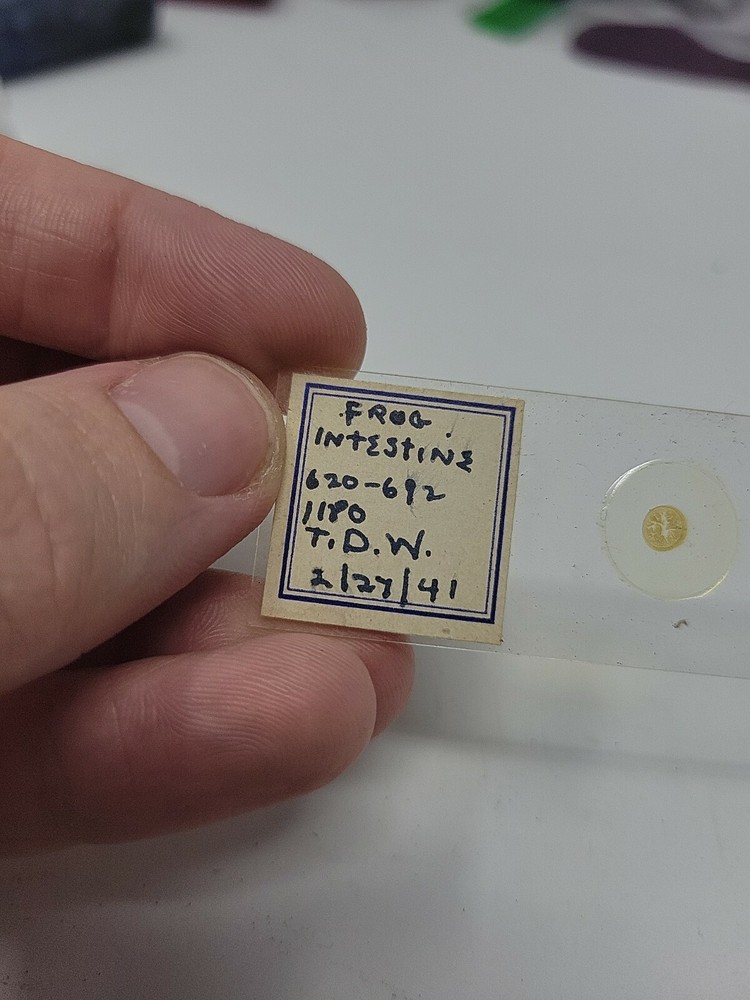 FROG
INTESTINE
620-692
1180
T.D.W.
2/27/41